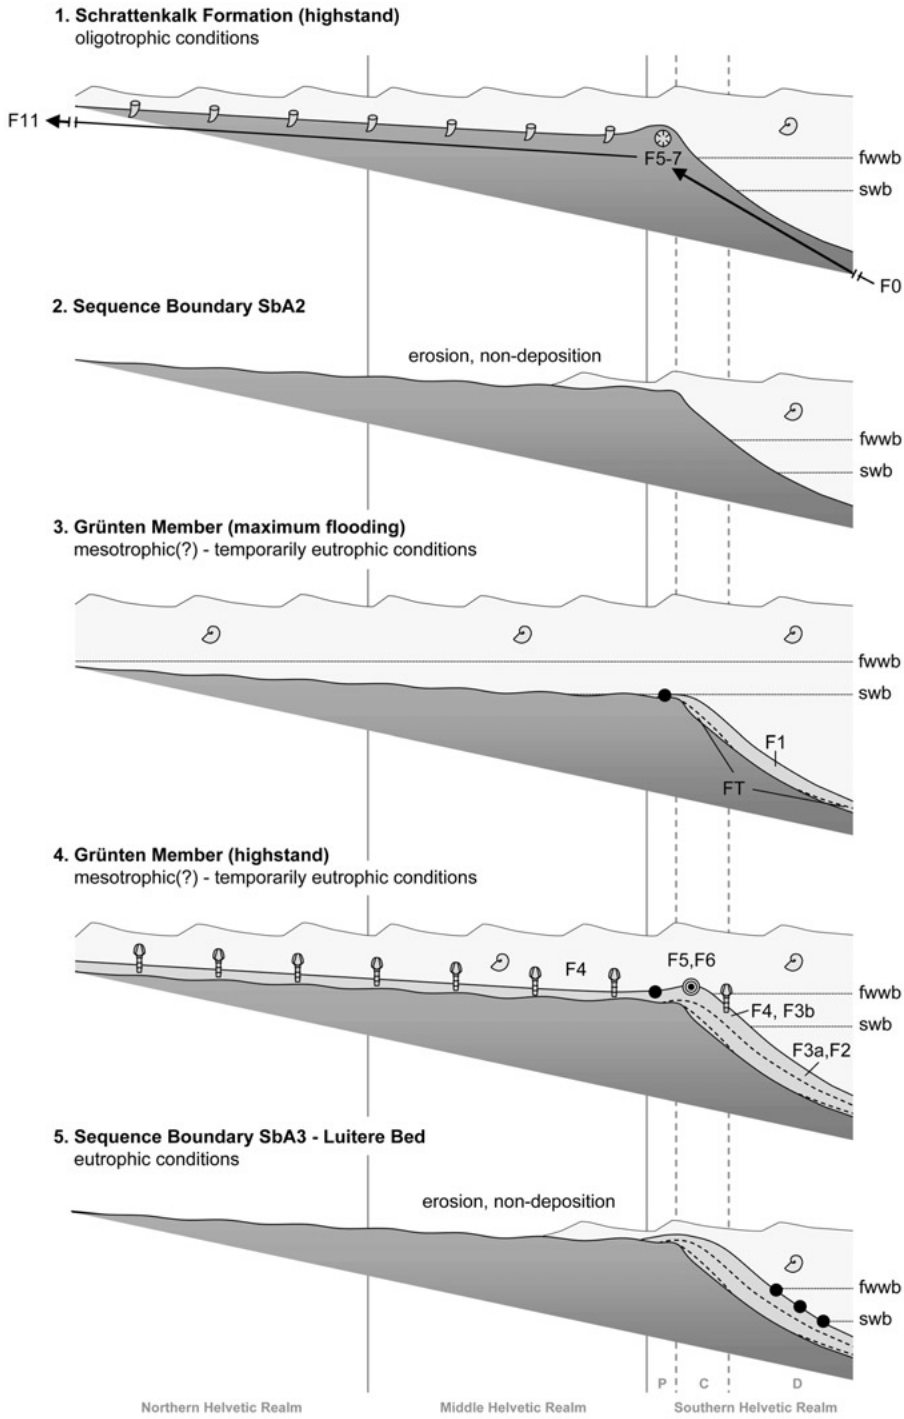 1. Schrattenkalk Formation (highstand)
oligotrophic conditions
F11
F5-7
fwwb
swb
F0
2. Sequence Boundary SbA2
erosion, non-deposition
fwwb
swb
3. Grünten Member (maximum flooding)
mesotrophic(?) - temporarily eutrophic conditions
fwwb
swb
F1
FT
4. Grünten Member (highstand)
mesotrophic(?) - temporarily eutrophic conditions
F4
F5,F6
fwwb
F4, F3b
swb
F3a,F2
5. Sequence Boundary SbA3 - Luitere Bed
eutrophic conditions
erosion, non-deposition
fwwb
swb
P C D
Northern Helvetic Realm Middle Helvetic Realm Southern Helvetic Realm